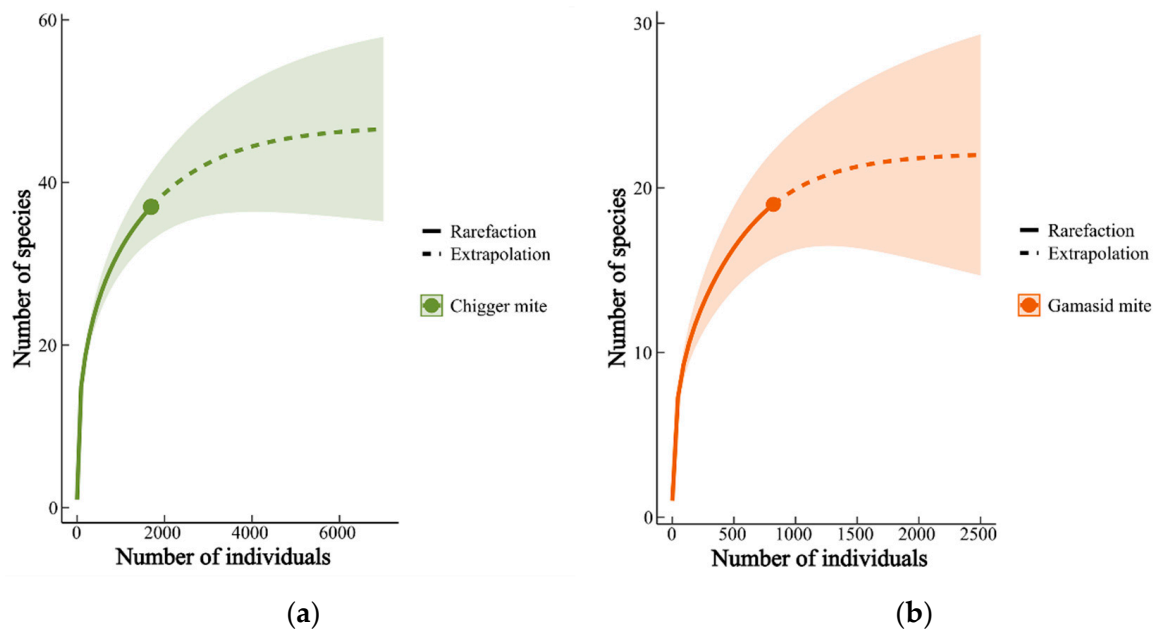 60
40
20
0
Number of species
0 2000 4000 6000
Number of individuals
Rarefaction
Extrapolation
Chigger mite
(a)
30
20
10
0
Number of species
0 500 1000 1500 2000 2500
Number of individuals
Rarefaction
Extrapolation
Gamasid mite
(b)